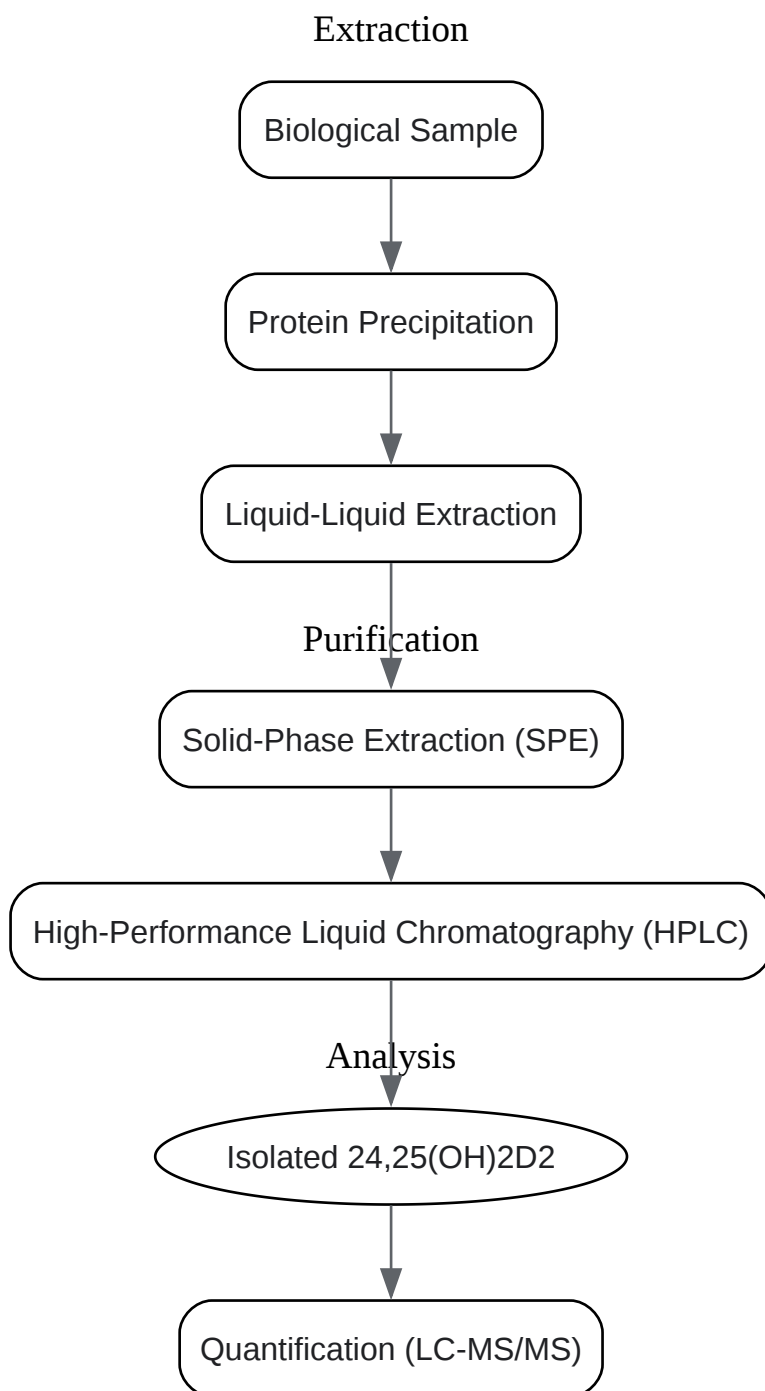 Extraction
Biological Sample
Protein Precipitation
Liquid-Liquid Extraction
Purification
Solid-Phase Extraction (SPE)
High-Performance Liquid Chromatography (HPLC)
Analysis
Isolated 24,25(OH)2D2
Quantification (LC-MS/MS)